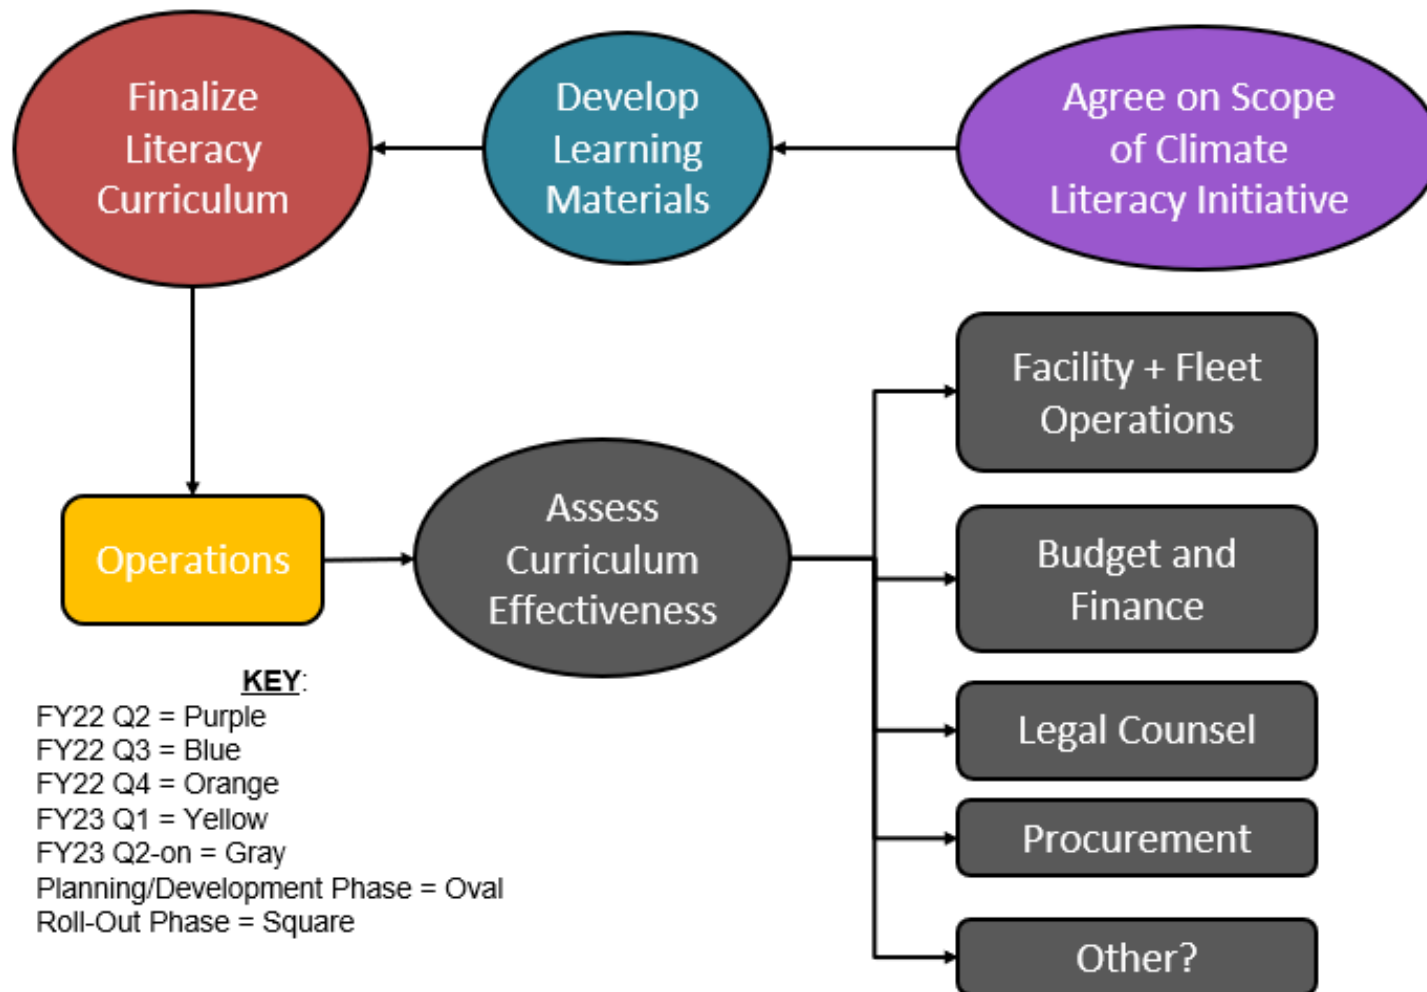 Finalize
Literacy
Curriculum
Develop
Learning
Materials
Agree on Scope
of Climate
Literacy Initiative
Facility + Fleet
Operations
Operations
Assess
Curriculum
Effectiveness
Budget and
Finance
Legal Counsel
Procurement
Other?
KEY:
FY22 Q2 = Purple
FY22 Q3 = Blue
FY22 Q4 = Orange
FY23 Q1 = Yellow
FY23 Q2-on = Gray
Planning/Development Phase = Oval
Roll-Out Phase = Square